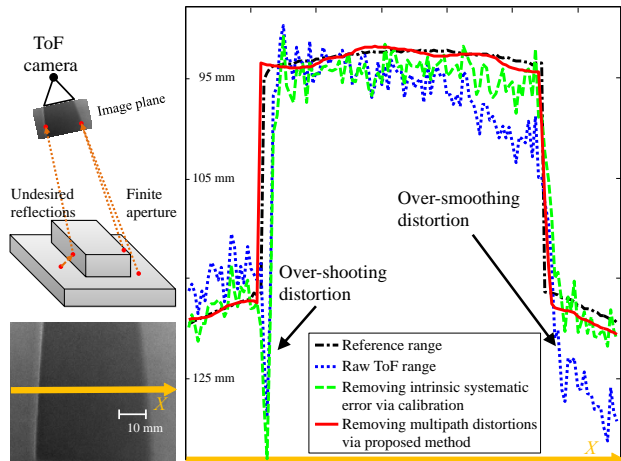 ToF
camera
Image plane
Undesired
reflections
Finite
aperture
X
10 mm
95 mm
105 mm
125 mm
Over-shooting
distortion
Over-smoothing
distortion
Reference range
Raw ToF range
Removing intrinsic systematic
error via calibration
Removing multipath distortions
via proposed method
X